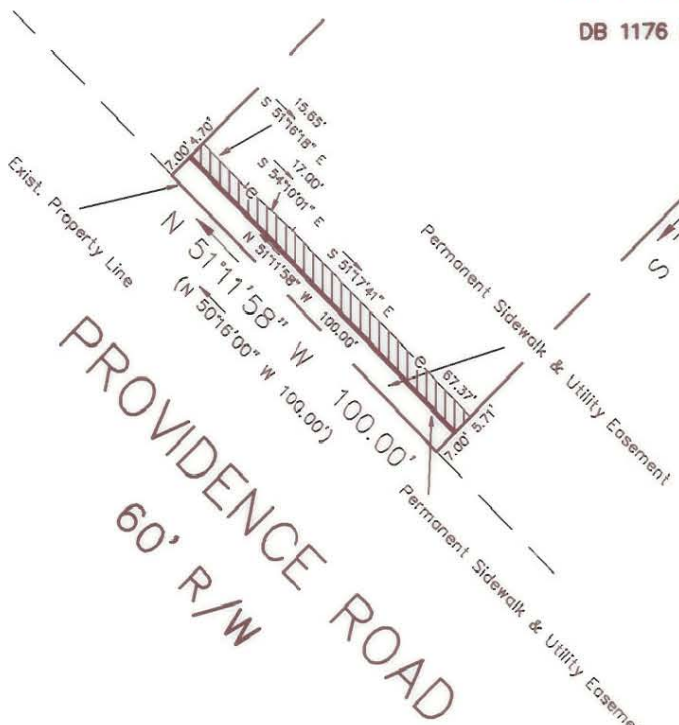 DB 1176
15.65'
S 51°16'18" E
17.00'
S 54°10'01" E
7.00' 4.70'
Exist. Property Line
S 51°17'41" E
67.37'
N 51°11'58" W 100.00'
N 51°11'58" W 100.00'
(N 50°16'00" W 100.00')
7.00' 5.71'
Permanent Sidewalk & Utility Easement
Permanent Sidewalk & Utility Easeme
S
PROVIDENCE ROAD
60' R/W